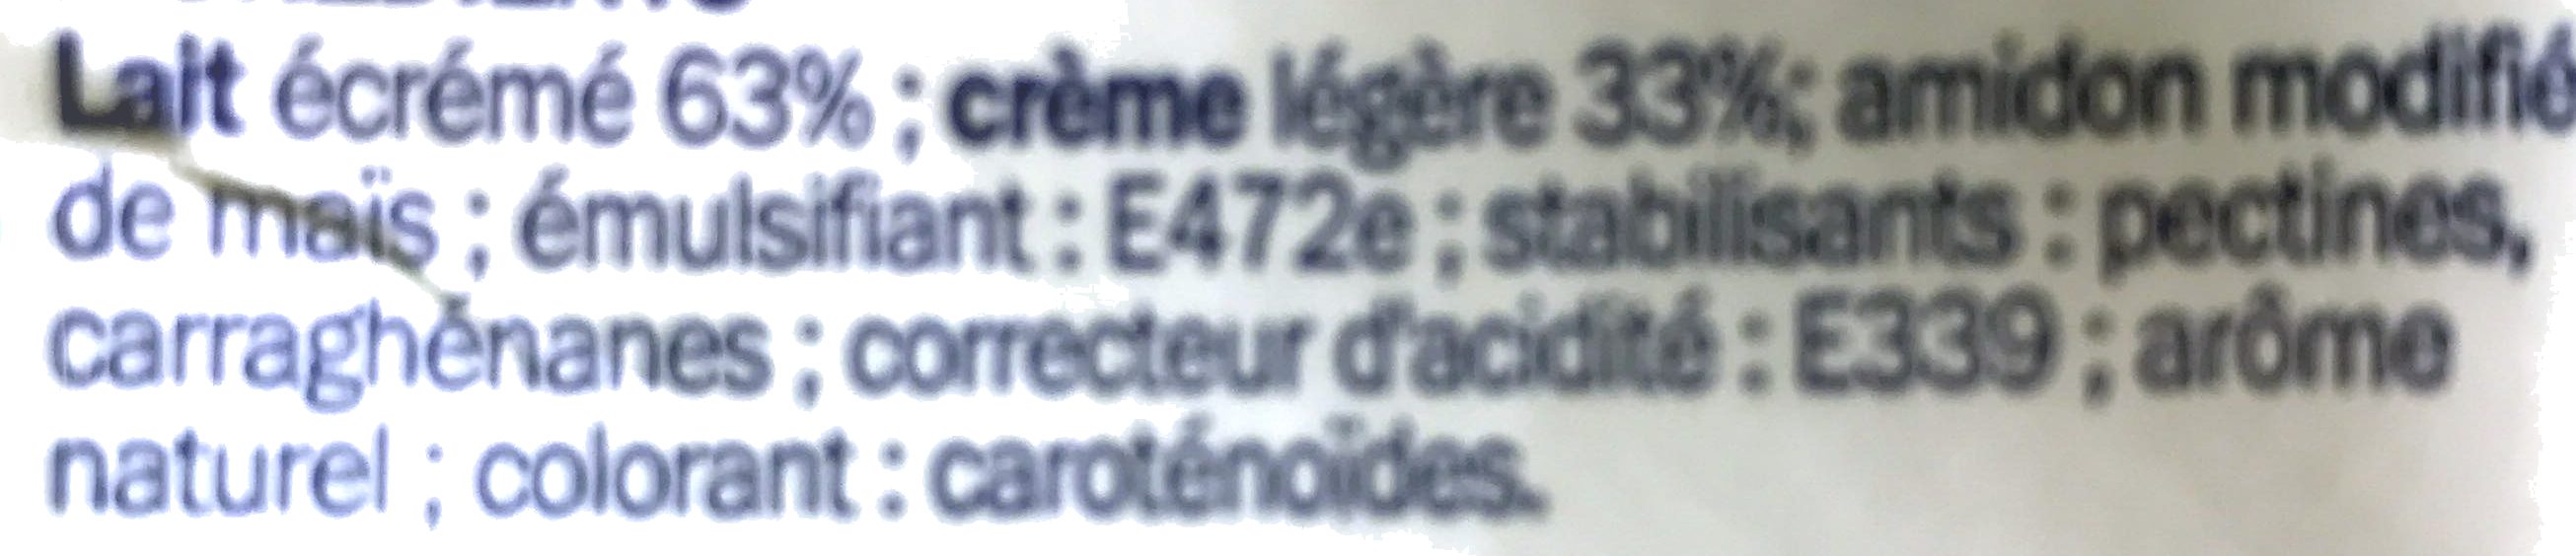 Lait écrémé 63% ; crème légère 33%; amidon modifié
de maïs ; émulsifiant : E472e ; stabilisants : pectines,
carraghénanes ; correcteur d'acidité : E339 ; arôme
naturel ; colorant : caroténoïdes.